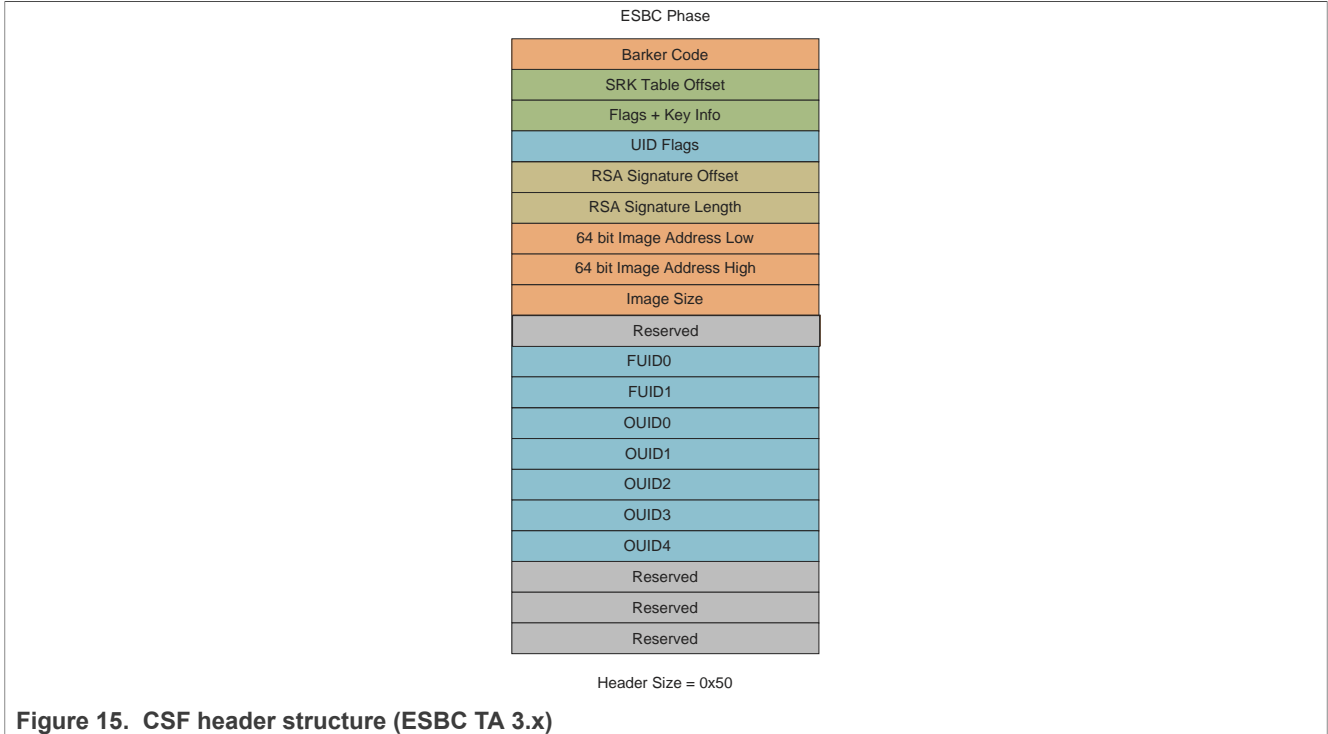 ESBC Phase
Barker Code
SRK Table Offset
Flags + Key Info
UID Flags
RSA Signature Offset
RSA Signature Length
64 bit Image Address Low
64 bit Image Address High
Image Size
Reserved
FUID0
FUID1
OUID0
OUID1
OUID2
OUID3
OUID4
Reserved
Reserved
Reserved
Header Size = 0x50
Figure 15. CSF header structure (ESBC TA 3.x)